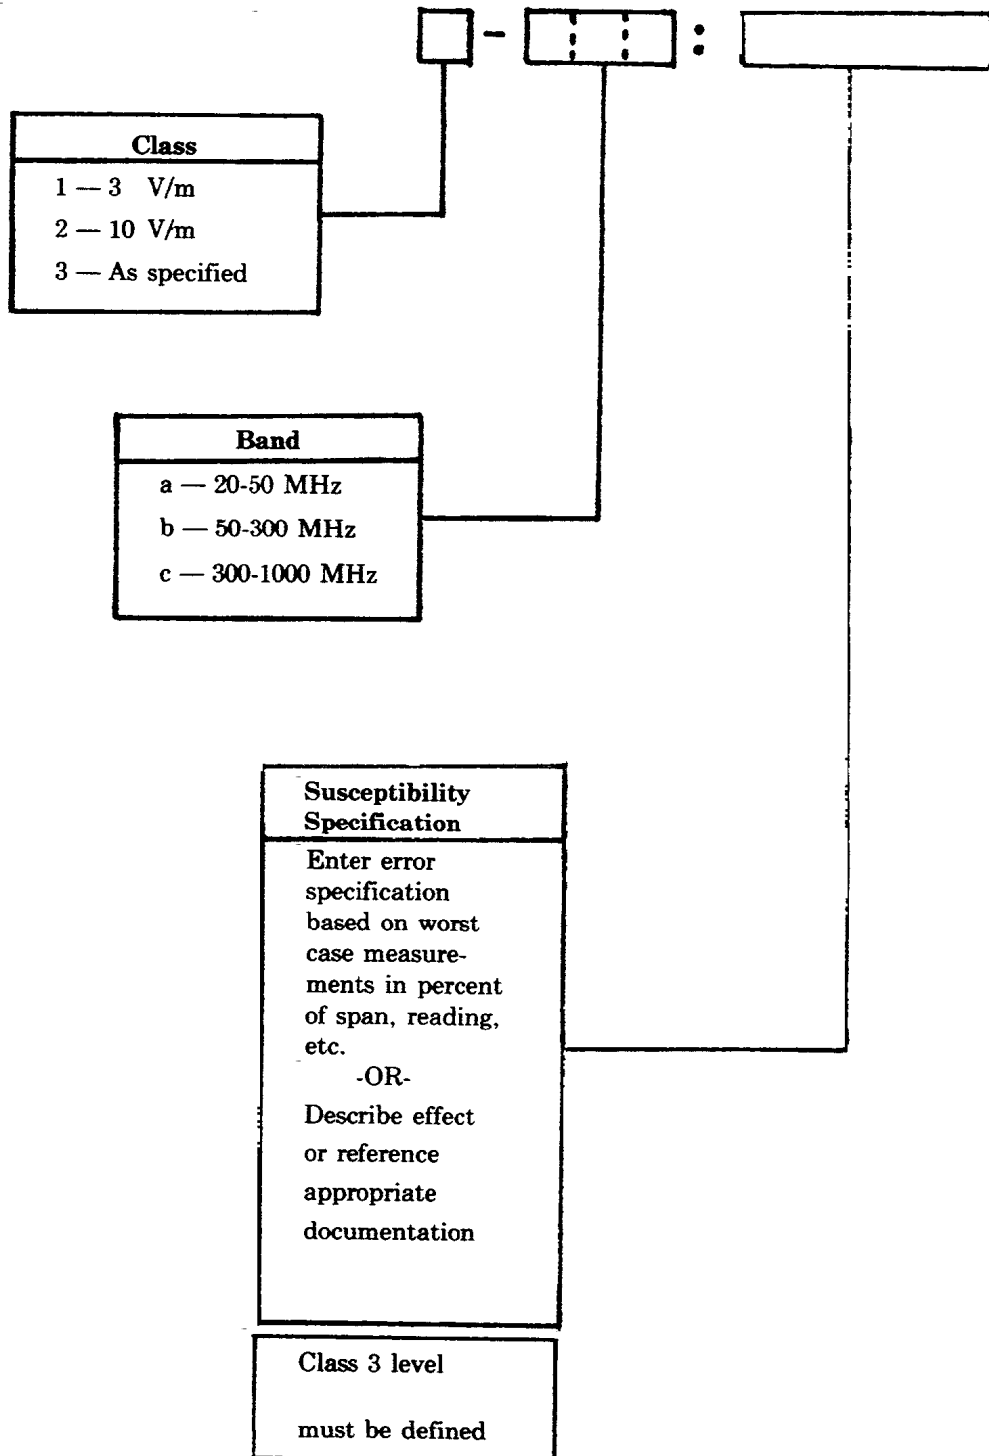 - :
Class
1 — 3 V/m
2 — 10 V/m
3 — As specified
Band
a — 20-50 MHz
b — 50-300 MHz
c — 300-1000 MHz
Susceptibility
Specification
Enter error
specification
based on worst
case measure-
ments in percent
of span, reading,
etc.
-OR-
Describe effect
or reference
appropriate
documentation
Class 3 level
must be defined